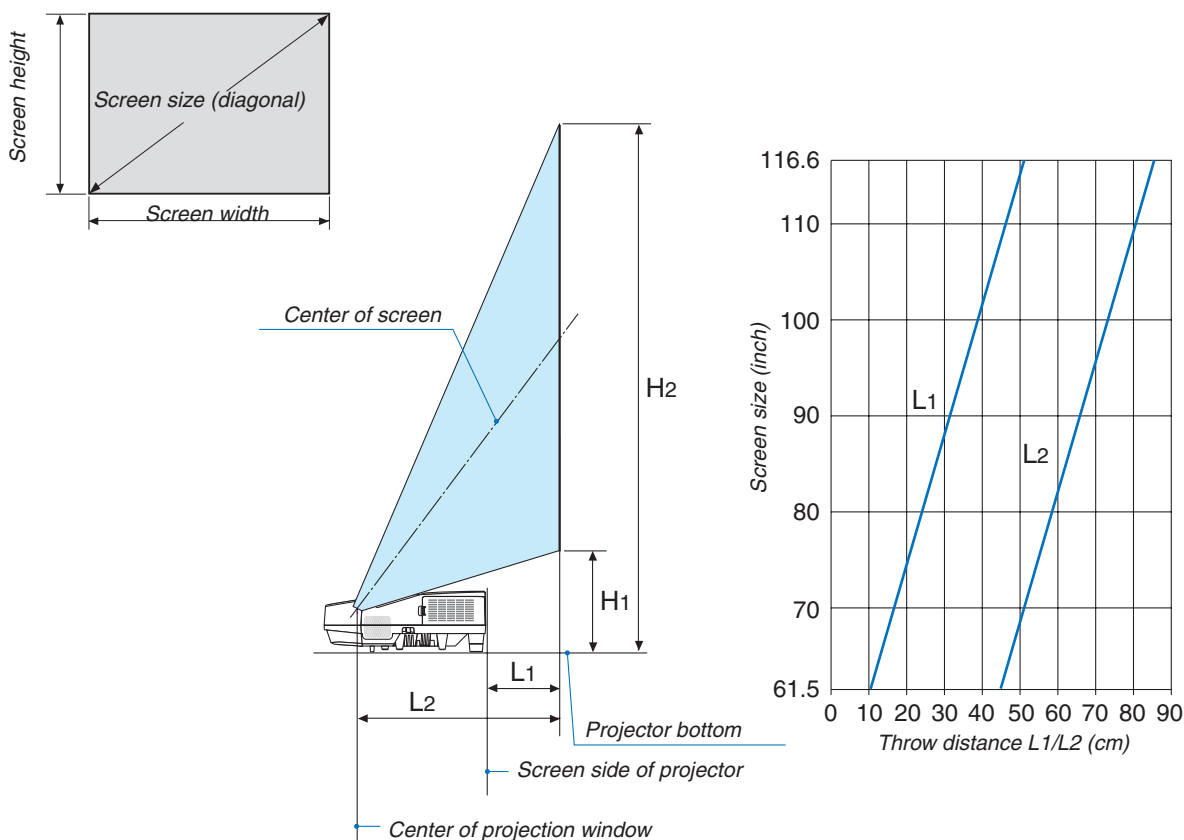 Screen height
Screen size (diagonal)
Screen width
Center of screen
H2
H1
L1
L2
Projector bottom
Screen side of projector
Center of projection window
Screen size (inch)
116.6
110
100
90
80
70
61.5
L1
L2
0 10 20 30 40 50 60 70 80 90
Throw distance L1/L2 (cm)